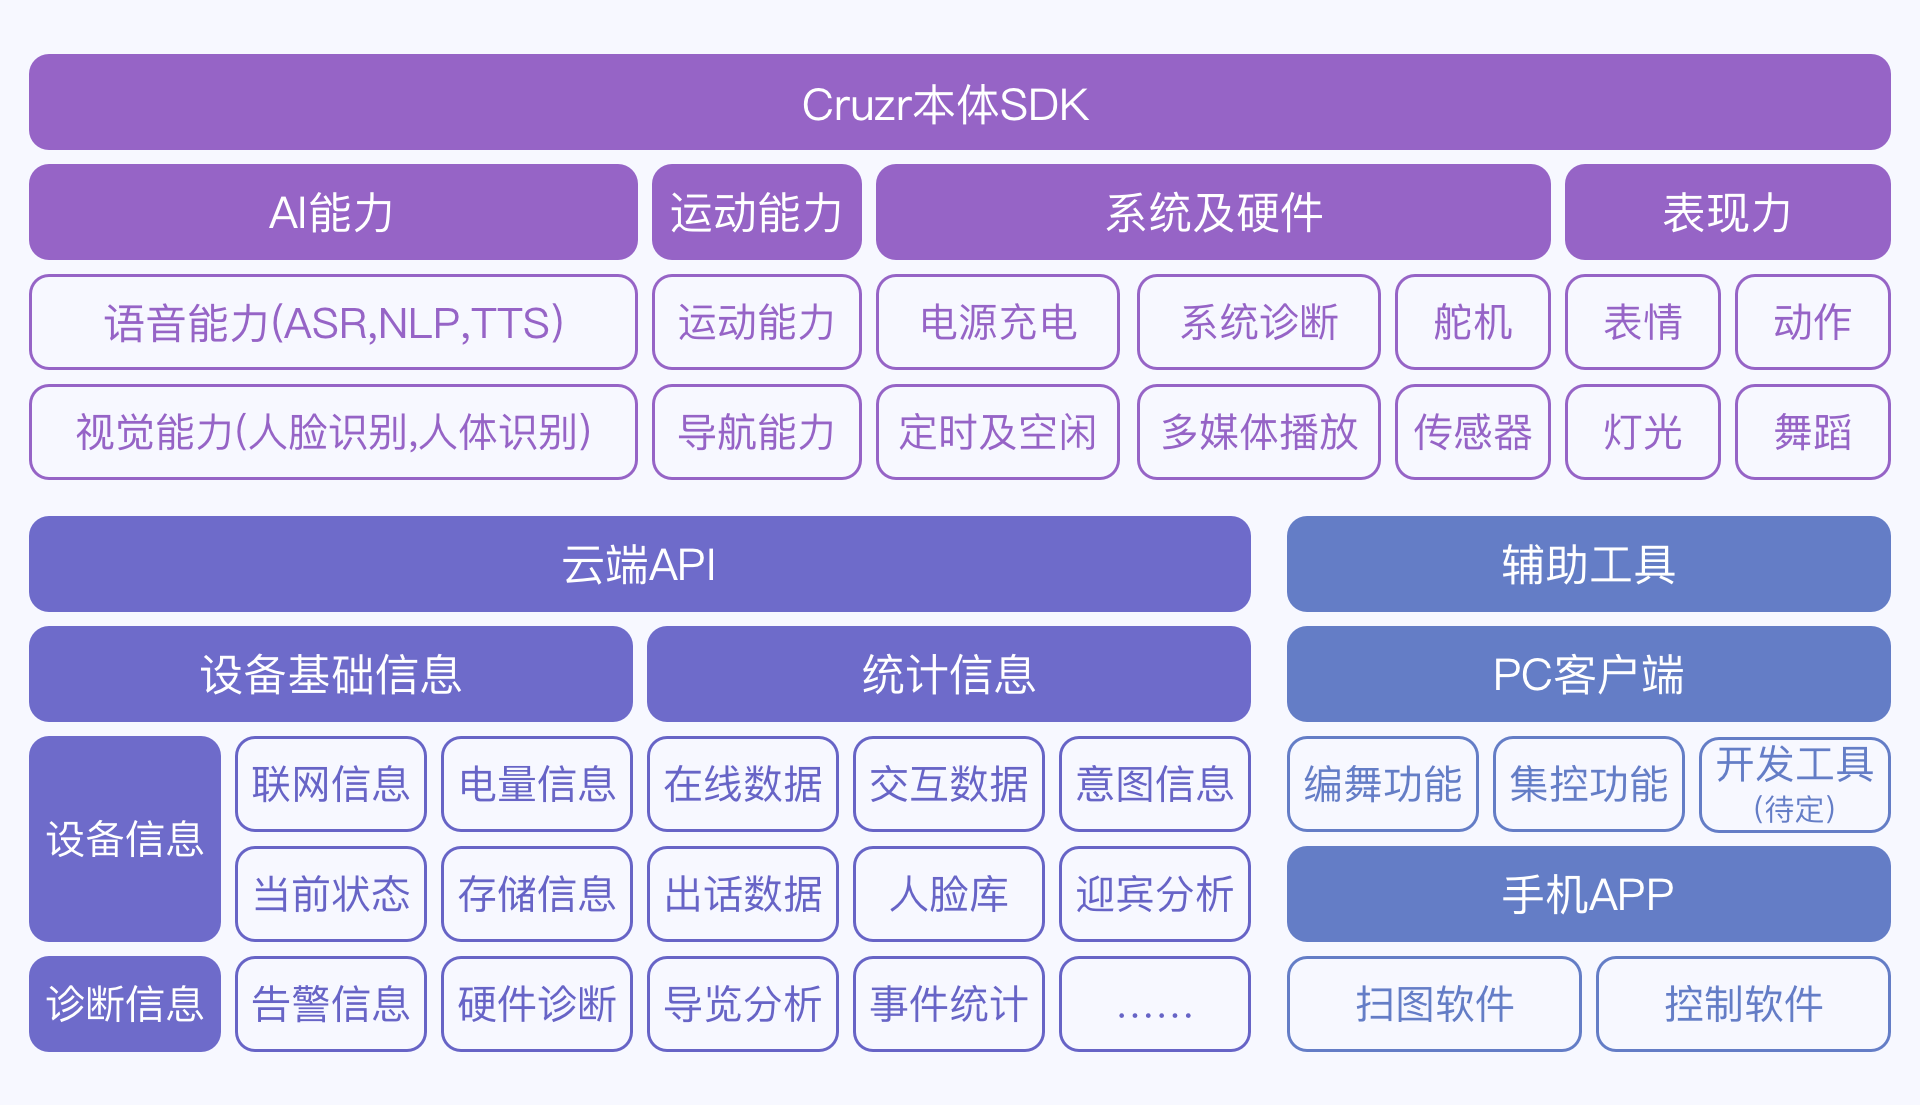 Cruzr本体SDK
AI能力
运动能力
系统及硬件
表现力
语音能力(ASR,NLP,TTS)
运动能力
电源充电
系统诊断
舵机
表情
动作
视觉能力(人脸识别,人体识别)
导航能力
定时及空闲
多媒体播放
传感器
灯光
舞蹈
云端API
辅助工具
设备基础信息
统计信息
PC客户端
设备信息
联网信息
电量信息
在线数据
交互数据
意图信息
编舞功能
集控功能
开发工具
(待定)
当前状态
存储信息
出话数据
人脸库
迎宾分析
手机APP
诊断信息
告警信息
硬件诊断
导览分析
事件统计
……
扫图软件
控制软件